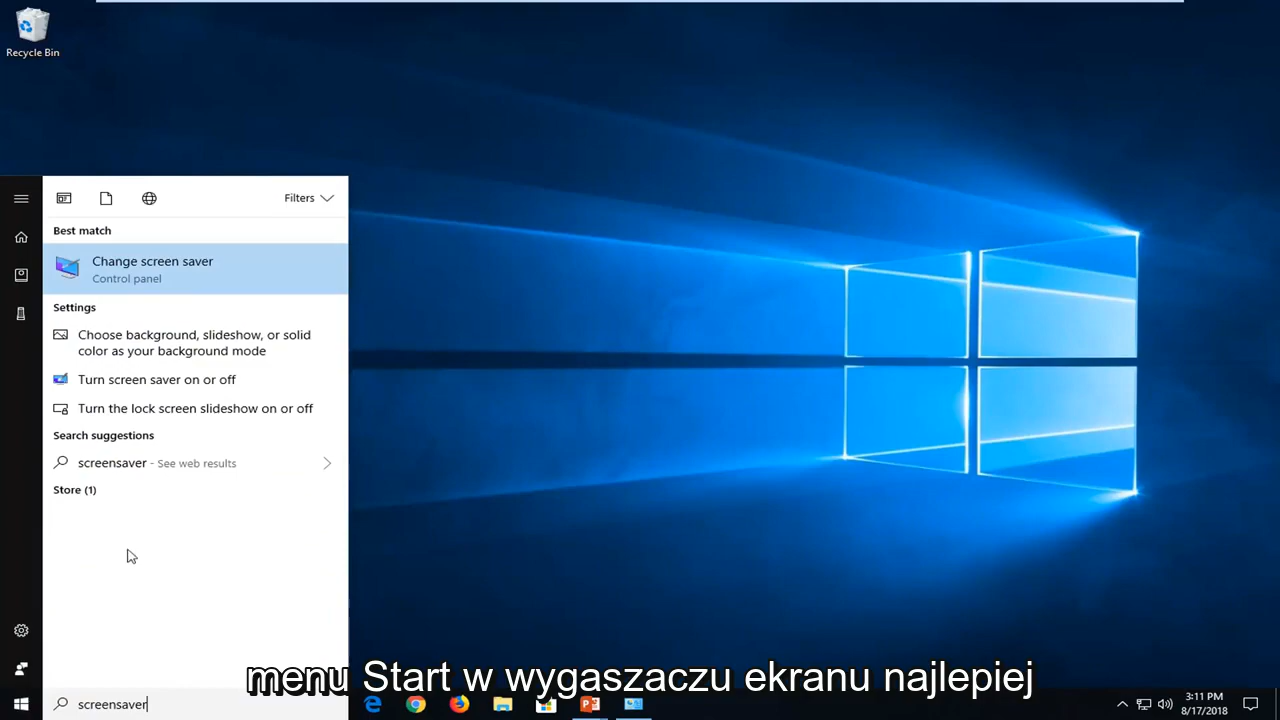 Recycle Bin
Filters
Best match
Change screen saver
Control panel
Settings
Choose background, slideshow, or solid
color as your background mode
Turn screen saver on or off
Turn the lock screen slideshow on or off
Search suggestions
screensaver - See web results
Store (1)
menu Start w wygaszaczu ekranu najlepiej
screensaver
3:11 PM
8/17/2018